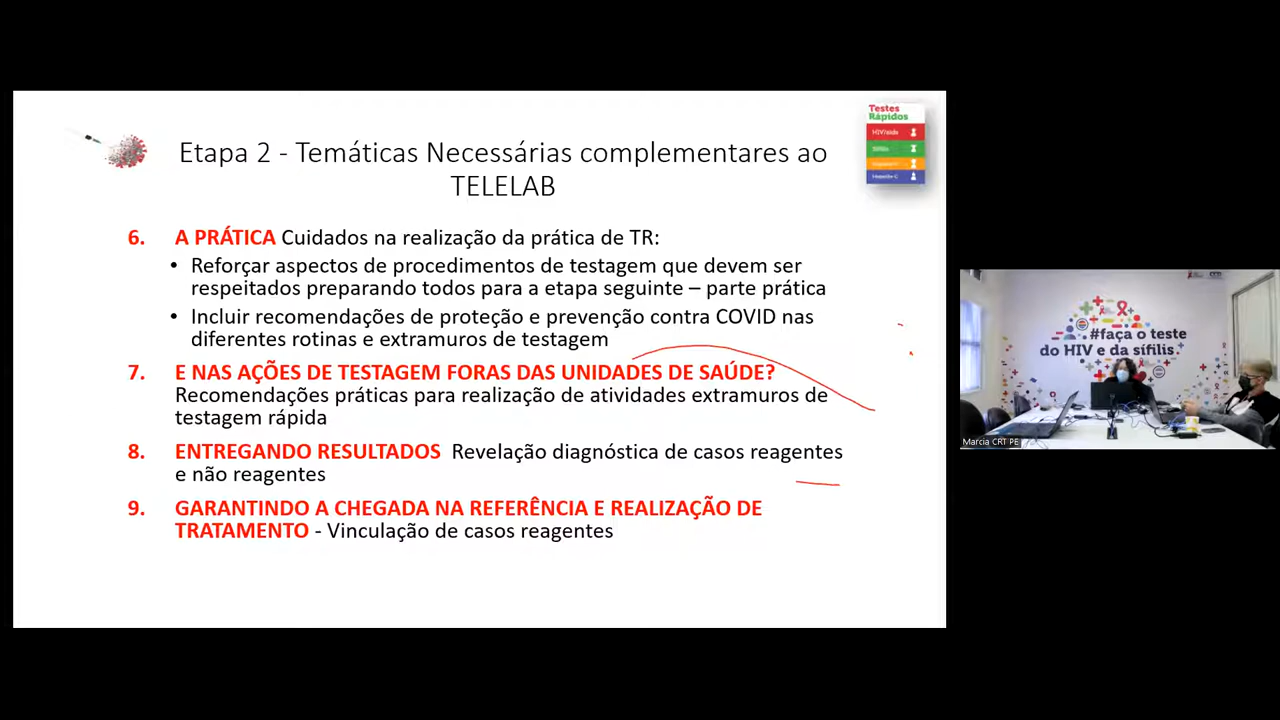 Etapa 2 - Temáticas Necessárias complementares ao
TELELAB
Testes
Rápidos
HIV/aids
Sífilis
6. A PRÁTICA Cuidados na realização da prática de TR:
• Reforçar aspectos de procedimentos de testagem que devem ser
respeitados preparando todos para a etapa seguinte – parte prática
• Incluir recomendações de proteção e prevenção contra COVID nas
diferentes rotinas e extramuros de testagem
7. E NAS AÇÕES DE TESTAGEM FORAS DAS UNIDADES DE SAÚDE?
Recomendações práticas para realização de atividades extramuros de
testagem rápida
8. ENTREGANDO RESULTADOS Revelação diagnóstica de casos reagentes
e não reagentes
9. GARANTINDO A CHEGADA NA REFERÊNCIA E REALIZAÇÃO DE
TRATAMENTO - Vinculação de casos reagentes
#faça o teste
do HIV e da sífilis.
Marcia CRT PE